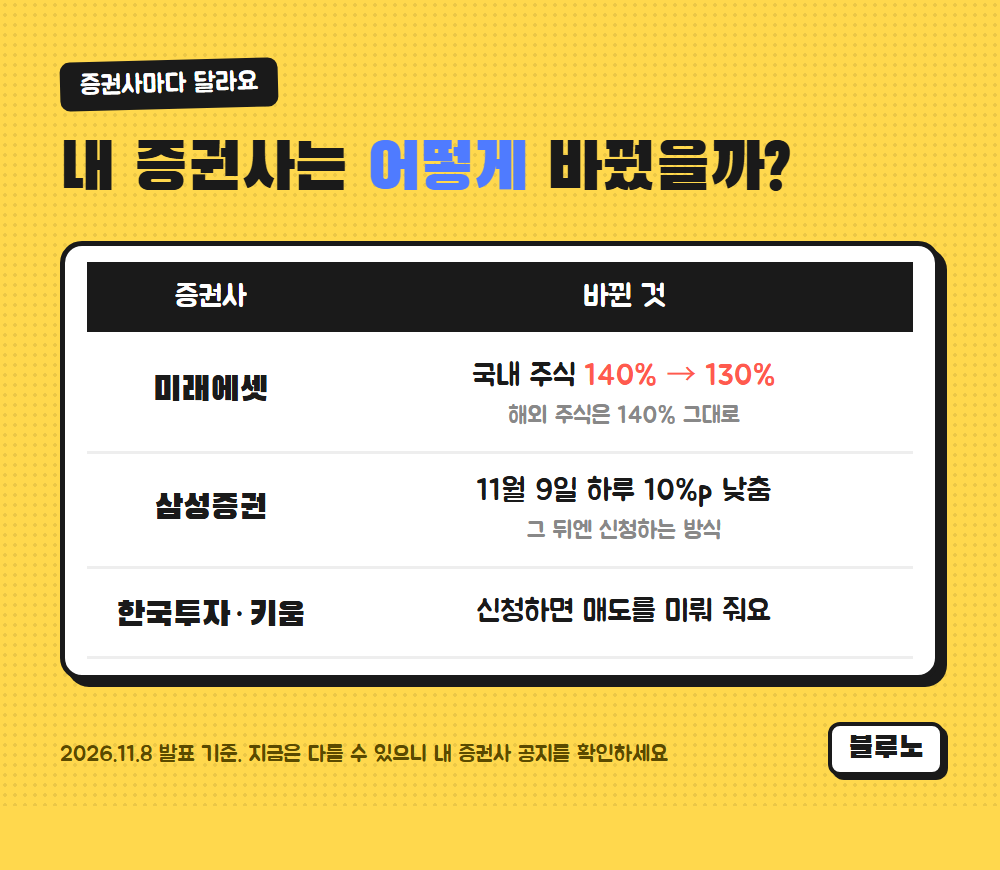 증권사마다 달라요
내 증권사는 어떻게 바꿨을까?
증권사 바뀐 것
미래에셋 국내 주식 140% → 130%
해외 주식은 140% 그대로
삼성증권 11월 9일 하루 10%p 낮춤
그 뒤엔 신청하는 방식
한국투자·키움 신청하면 매도를 미뤄 줘요
2026.11.8 발표 기준. 지금은 다를 수 있으니 내 증권사 공지를 확인하세요
블루노